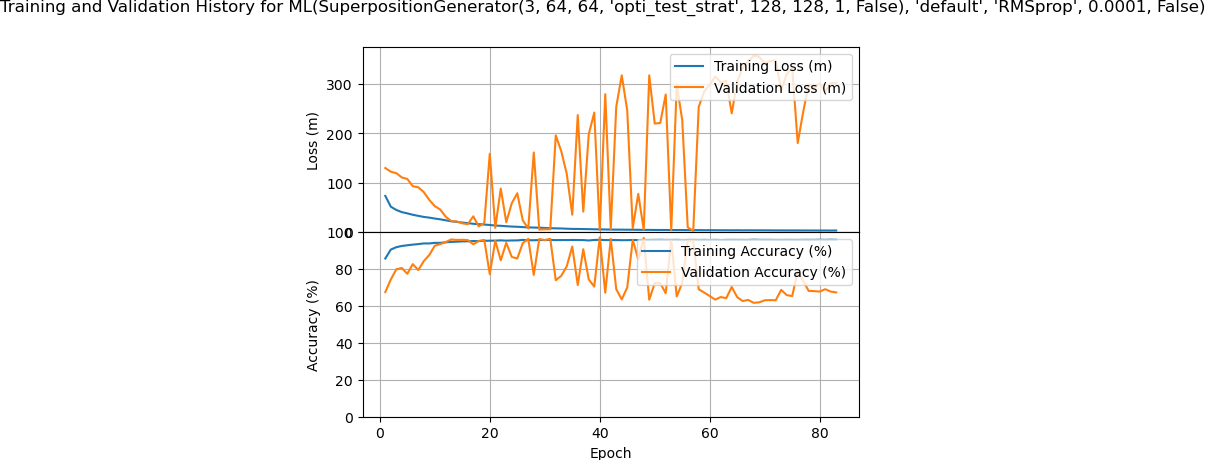 Training and Validation History for ML(SuperpositionGenerator(3, 64, 64, 'opti_test_strat', 128, 128, 1, False), 'default', 'RMSprop', 0.0001, False)
Training Loss (m)
Validation Loss (m)
Loss (m)
300
200
100
0
Training Accuracy (%)
Validation Accuracy (%)
Accuracy (%)
100
80
60
40
20
0
0 20 40 60 80
Epoch